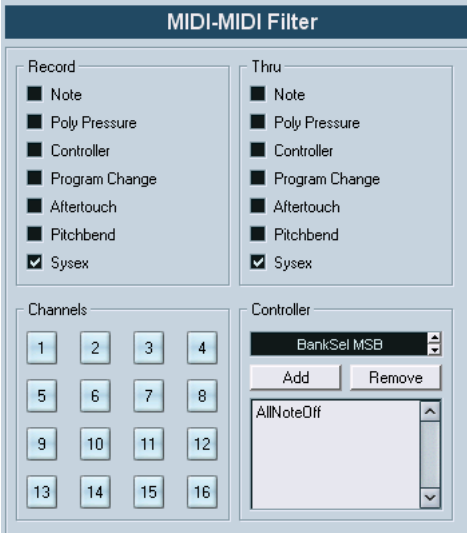 MIDI-MIDI Filter
Record
Note
Poly Pressure
Controller
Program Change
Aftertouch
Pitchbend
Sysex
Thru
Note
Poly Pressure
Controller
Program Change
Aftertouch
Pitchbend
Sysex
Channels
1 2 3 4
5 6 7 8
9 10 11 12
13 14 15 16
Controller
BankSel MSB
Add Remove
AllNoteOff